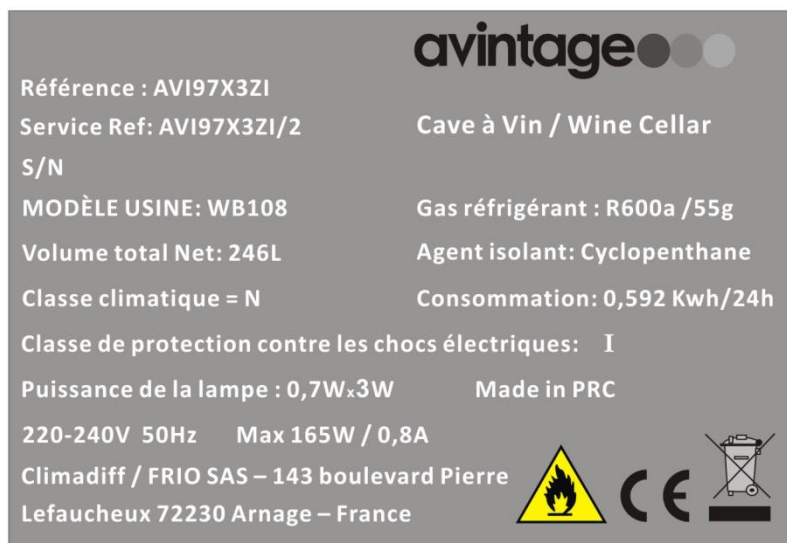 avintage
Référence : AVI97X3ZI
Service Ref: AVI97X3ZI/2
Cave à Vin / Wine Cellar
S/N
MODÈLE USINE: WB108
Gas réfrigérant : R600a /55g
Volume total Net: 246L
Agent isolant: Cyclopenthane
Classe climatique = N
Consommation: 0,592 Kwh/24h
Classe de protection contre les chocs électriques: I
Puissance de la lampe : 0,7Wx3W
Made in PRC
220-240V 50Hz Max 165W / 0,8A
Climadiff / FRIO SAS – 143 boulevard Pierre
Lefaucheux 72230 Arnage – France
CE